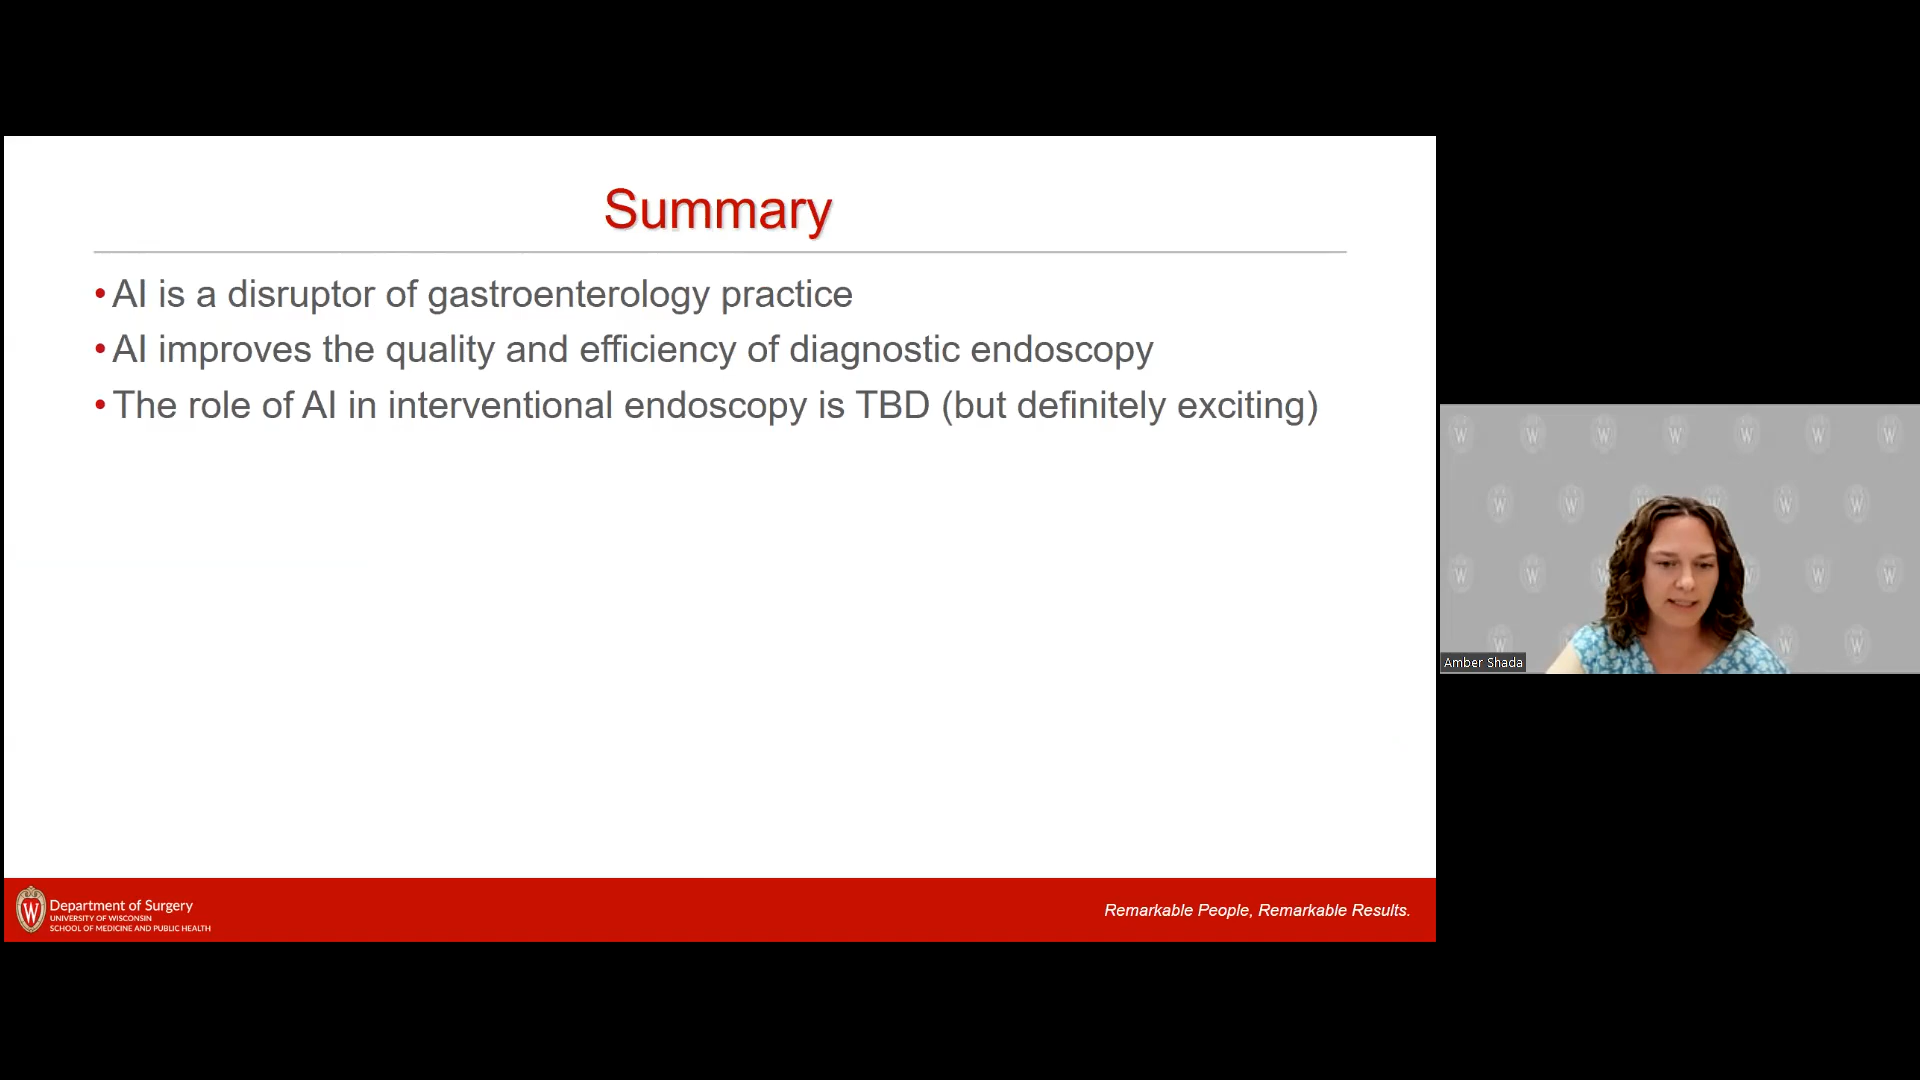 Summary
• AI is a disruptor of gastroenterology practice
• AI improves the quality and efficiency of diagnostic endoscopy
• The role of AI in interventional endoscopy is TBD (but definitely exciting)
Amber Shada
W
Department of Surgery
UNIVERSITY OF WISCONSIN
SCHOOL OF MEDICINE AND PUBLIC HEALTH
Remarkable People, Remarkable Results.